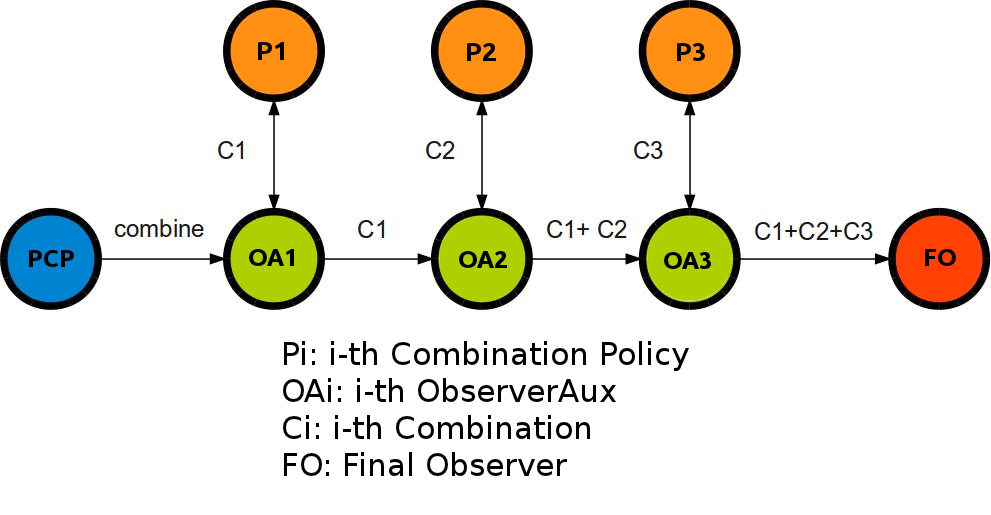 P1
P2
P3
C1
C2
C3
combine
C1
C1+ C2
C1+C2+C3
PCP
OA1
OA2
OA3
FO
Pi: i-th Combination Policy
OAi: i-th ObserverAux
Ci: i-th Combination
FO: Final Observer